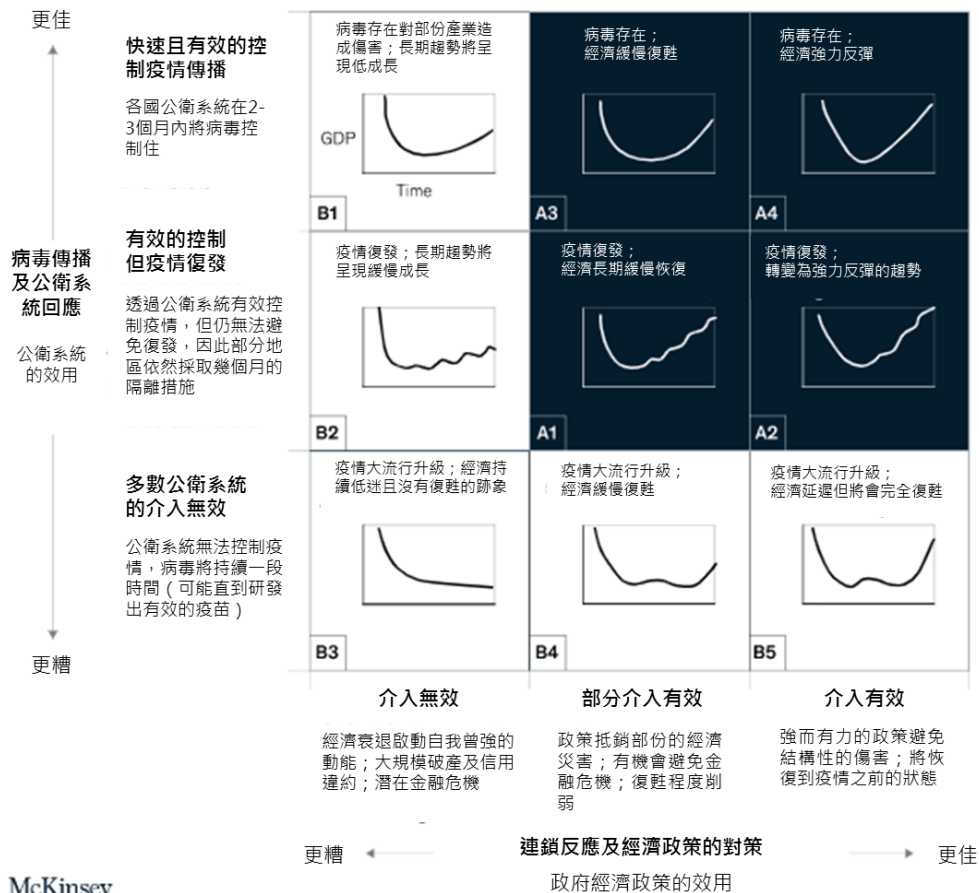 更佳
快速且有效的控
制疫情傳播
各國公衛系統在2-
3個月內將病毒控
制住
病毒存在對部份產業造
成傷害；長期趨勢將呈
現低成長
GDP
Time
B1
病毒存在；
經濟緩慢復甦
A3
病毒存在；
經濟強力反彈
A4
病毒傳播
及公衛系
統回應
公衛系統
的效用
有效的控制
但疫情復發
透過公衛系統有效控
制疫情，但仍無法避
免復發，因此部分地
區依然採取幾個月的
隔離措施
疫情復發；長期趨勢將
呈現緩慢成長
B2
疫情復發；
經濟長期緩慢恢復
A1
疫情復發；
轉變為強力反彈的趨勢
A2
多數公衛系統
的介入無效
公衛系統無法控制疫
情，病毒將持續一段
時間（可能直到研發
出有效的疫苗）
疫情大流行升級；經濟持
續低迷且沒有復甦的跡象
B3
疫情大流行升級；
經濟緩慢復甦
B4
疫情大流行升級；
經濟延遲但將會完全復甦
B5
更糟
介入無效
經濟衰退啟動自我曾強的
動能；大規模破產及信用
違約；潛在金融危機
部分介入有效
政策抵銷部份的經濟
災害；有機會避免金
融危機；復甦程度削
弱
介入有效
強而有力的政策避免
結構性的傷害；將恢
復到疫情之前的狀態
更糟
連鎖反應及經濟政策的對策
更佳
政府經濟政策的效用
McKinsey